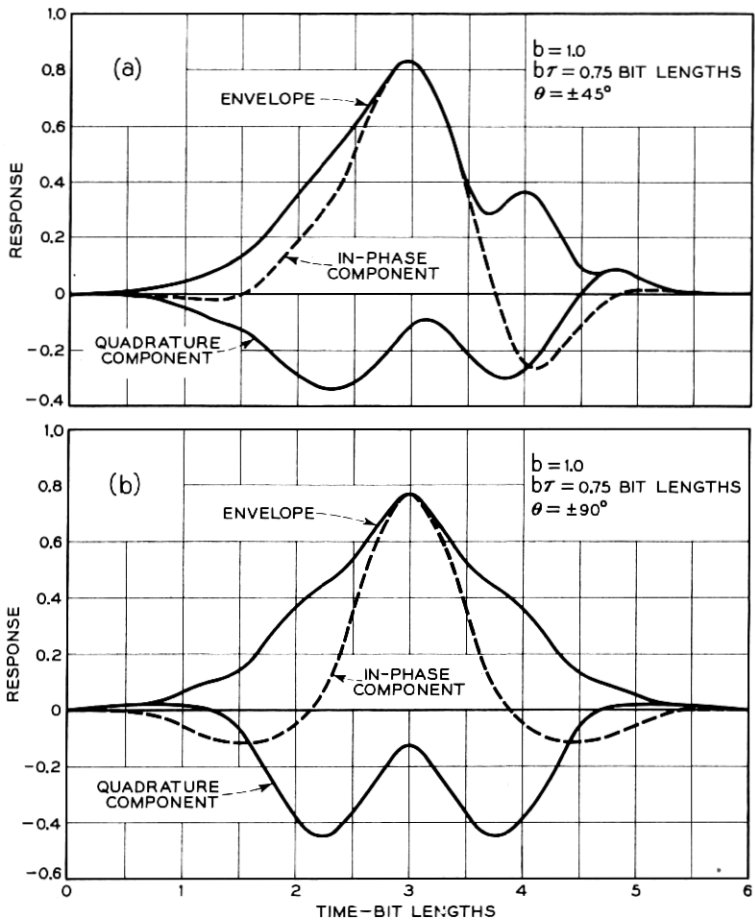 (a)
b = 1.0
bτ = 0.75 BIT LENGTHS
θ = ±45°
ENVELOPE
IN-PHASE
COMPONENT
QUADRATURE
COMPONENT
RESPONSE
1.0
0.8
0.6
0.4
0.2
0
-0.2
-0.4
(b)
b = 1.0
bτ = 0.75 BIT LENGTHS
θ = ±90°
ENVELOPE
IN-PHASE
COMPONENT
QUADRATURE
COMPONENT
RESPONSE
1.0
0.8
0.6
0.4
0.2
0
-0.2
-0.4
-0.6
0 1 2 3 4 5 6
TIME-BIT LENGTHS